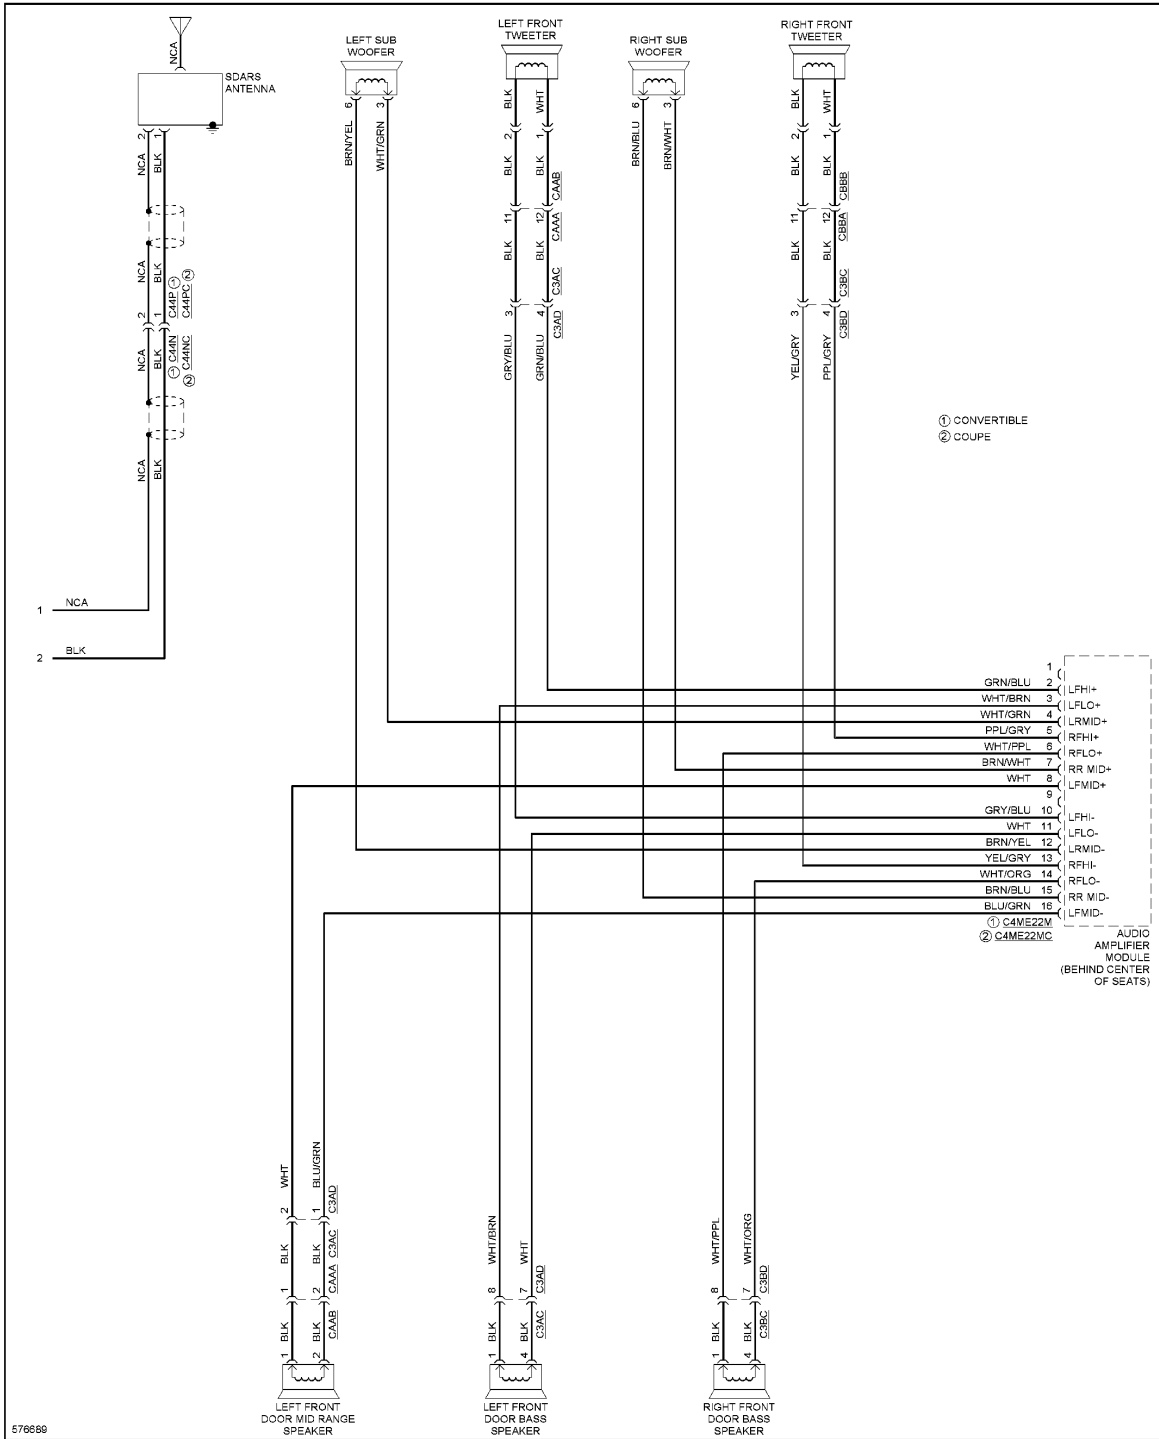 NCA
SDARS
ANTENNA
2
1
NCA
BLK
NCA
BLK
2
1
C44P ①
C44PC ②
NCA
BLK
① C44N
C44NC
②
NCA
BLK
1 NCA
2 BLK
LEFT SUB
WOOFER
6
3
BRN/YEL
WHT/GRN
LEFT FRONT
TWEETER
BLK
WHT
2
1
BLK
BLK
CAAB
11
12
CAAA
BLK
BLK
C3AC
3
4
C3AD
GRY/BLU
GRN/BLU
RIGHT SUB
WOOFER
6
3
BRN/BLU
BRN/WHT
RIGHT FRONT
TWEETER
BLK
WHT
2
1
BLK
BLK
CBBB
11
12
CBBA
BLK
BLK
C3BC
3
4
C3BD
YEL/GRY
PPL/GRY
① CONVERTIBLE
② COUPE
1
GRN/BLU 2 LFHI+
WHT/BRN 3 LFLO+
WHT/GRN 4 LRMID+
PPL/GRY 5 RFHI+
WHT/PPL 6 RFLO+
BRN/WHT 7 RR MID+
WHT 8 LFMID+
9
GRY/BLU 10 LFHI-
WHT 11 LFLO-
BRN/YEL 12 LRMID-
YEL/GRY 13 RFHI-
WHT/ORG 14 RFLO-
BRN/BLU 15 RR MID-
BLU/GRN 16 LFMID-
① C4ME22M
② C4ME22MC
AUDIO
AMPLIFIER
MODULE
(BEHIND CENTER
OF SEATS)
WHT
BLU/GRN
2
1
C3AD
BLK
BLK
C3AC
1
2
CAAA
BLK
BLK
CAAB
1
2
LEFT FRONT
DOOR MID RANGE
SPEAKER
WHT/BRN
WHT
8
7
C3AD
BLK
BLK
C3AC
1
4
LEFT FRONT
DOOR BASS
SPEAKER
WHT/PPL
WHT/ORG
8
7
C3BD
BLK
BLK
C3BC
1
4
RIGHT FRONT
DOOR BASS
SPEAKER
576689